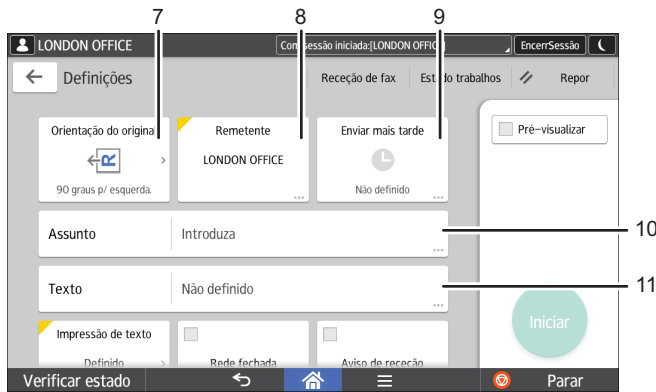 7 8 9
LONDON OFFICE Com sessão iniciada:[LONDON OFFICE] EncerrSessão
Definições Receção de fax Estado trabalhos Repor
Orientação do original Remetente Enviar mais tarde Pré-visualizar
R LONDON OFFICE
90 graus p/ esquerda. Não definido
Assunto Introduza 10
Texto Não definido 11
Iniciar
Impressão de texto
Definido Rede fechada Aviso de receção
Verificar estado Parar